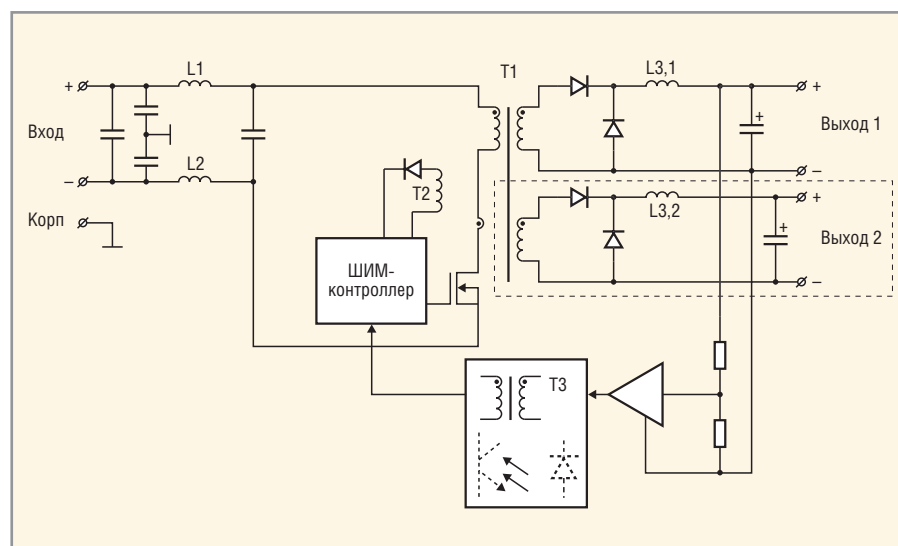 L1
T1
L3,1
+
+
+
Вход
Выход 1
L2
–
–
T2
+
L3,2
+
Корп
Выход 2
ШИМ-
контроллер
–
T3